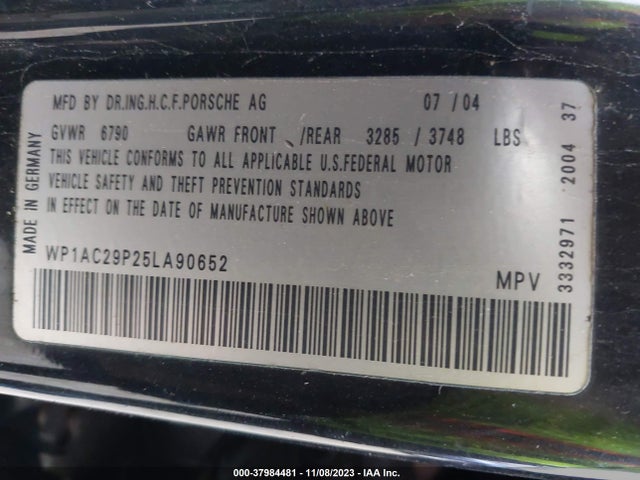 MFD BY DR.ING.H.C.F.PORSCHE AG 07 / 04
GVWR 6790 GAWR FRONT /REAR 3285 / 3748 LBS
THIS VEHICLE CONFORMS TO ALL APPLICABLE U.S.FEDERAL MOTOR
VEHICLE SAFETY AND THEFT PREVENTION STANDARDS
IN EFFECT ON THE DATE OF MANUFACTURE SHOWN ABOVE
WP1AC29P25LA90652
MPV
MADE IN GERMANY
3332971 2004 37
000-37984481 - 11/08/2023 - IAA Inc.